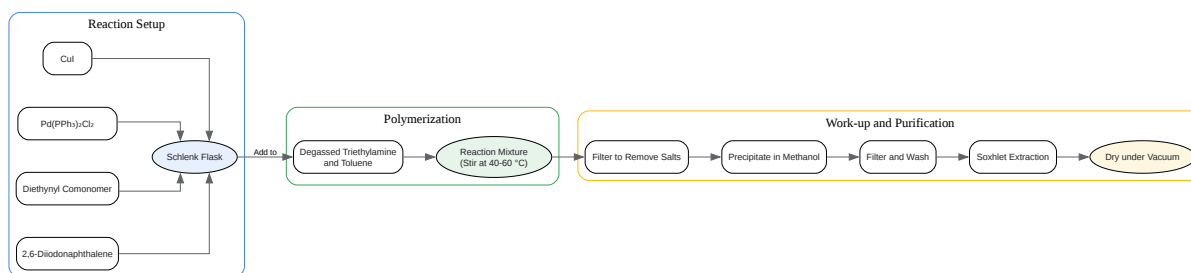 Reaction Setup
CuI
Pd(PPh₃)₂Cl₂
Schlenk Flask
Diethynyl Comonomer
2,6-Diiodonaphthalene
Add to
Polymerization
Degassed Triethylamine
and Toluene
Reaction Mixture
(Stir at 40-60 °C)
Work-up and Purification
Filter to Remove Salts
Precipitate in Methanol
Filter and Wash
Soxhlet Extraction
Dry under Vacuum